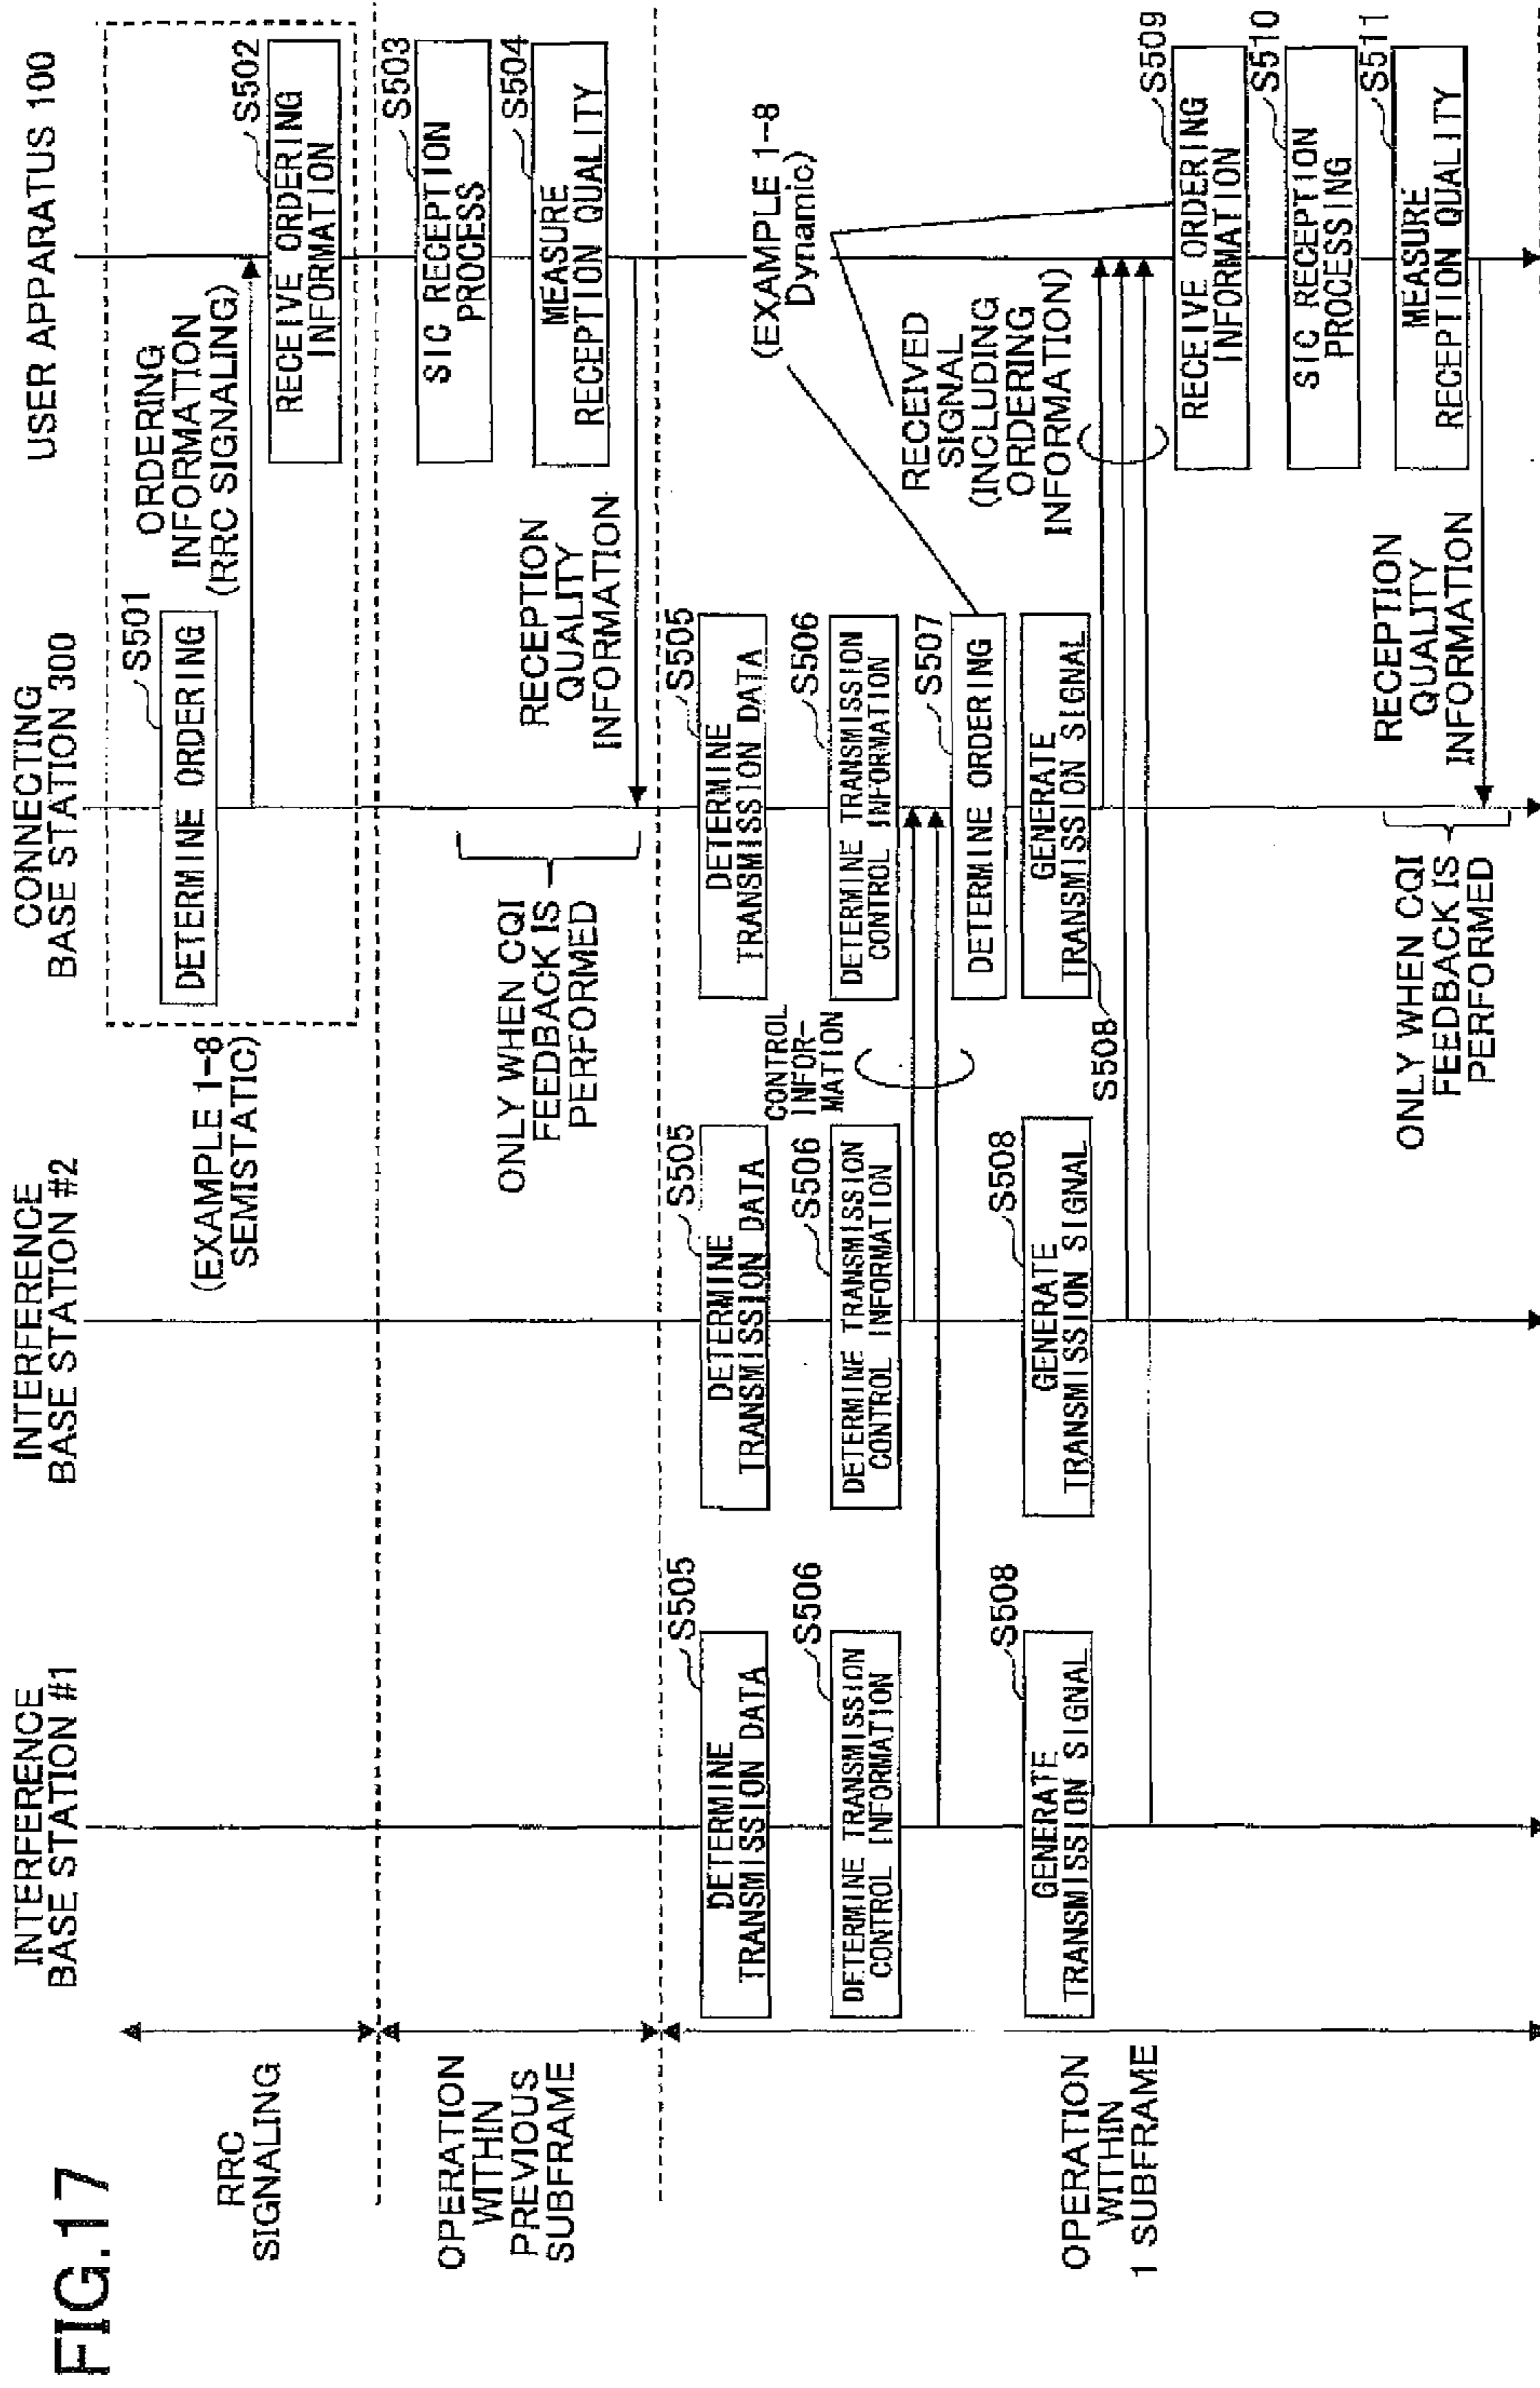 FIG.17
INTERFERENCE
BASE STATION #1
INTERFERENCE
BASE STATION #2
CONNECTING
BASE STATION 300
USER APPARATUS 100
RRC
SIGNALING
(EXAMPLE 1-8
SEMISTATIC)
S501
DETERMINE ORDERING
ORDERING
INFORMATION
(RRC SIGNALING)
S502
RECEIVE ORDERING
INFORMATION
OPERATION
WITHIN
PREVIOUS
SUBFRAME
S503
SIC RECEPTION
PROCESS
S504
MEASURE
RECEPTION QUALITY
ONLY WHEN CQI
FEEDBACK IS
PERFORMED
RECEPTION
QUALITY
INFORMATION
OPERATION
WITHIN
1 SUBFRAME
S505
DETERMINE
TRANSMISSION DATA
S505
DETERMINE
TRANSMISSION DATA
S505
DETERMINE
TRANSMISSION DATA
S506
DETERMINE TRANSMISSION
CONTROL INFORMATION
S506
DETERMINE TRANSMISSION
CONTROL INFORMATION
CONTROL
INFOR-
MATION
S506
DETERMINE TRANSMISSION
CONTROL INFORMATION
(EXAMPLE 1-8
Dynamic)
S507
DETERMINE ORDERING
S508
GENERATE
TRANSMISSION SIGNAL
S508
GENERATE
TRANSMISSION SIGNAL
GENERATE
TRANSMISSION SIGNAL
S508
RECEIVED
SIGNAL
(INCLUDING
ORDERING
INFORMATION)
S509
RECEIVE ORDERING
INFORMATION
S510
SIC RECEPTION
PROCESSING
S511
MEASURE
RECEPTION QUALITY
ONLY WHEN CQI
FEEDBACK IS
PERFORMED
RECEPTION
QUALITY
INFORMATION